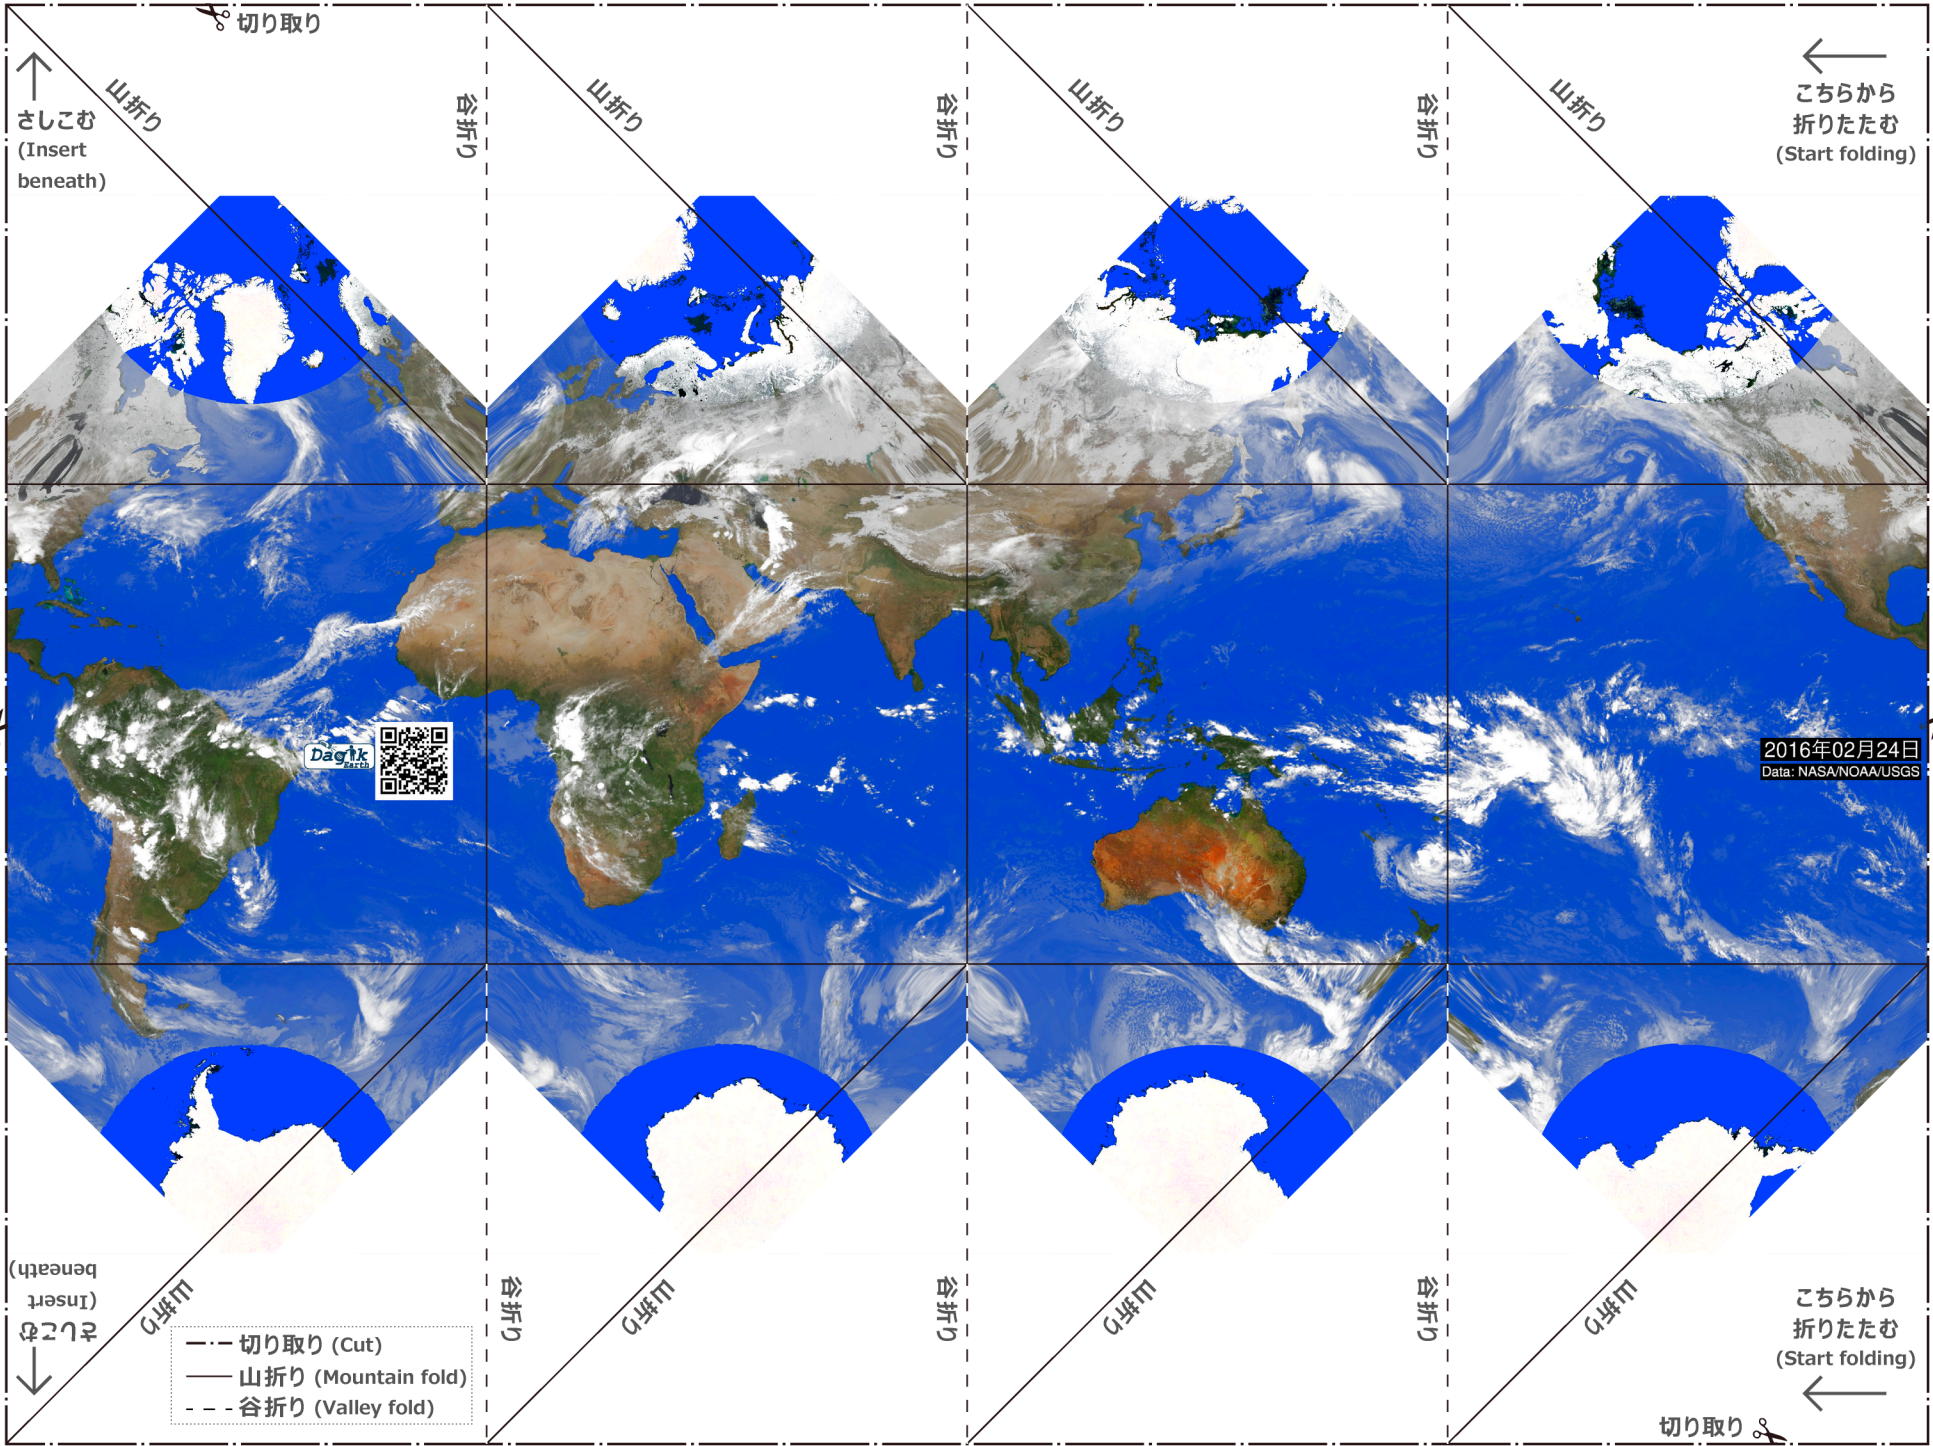 切り取り
山折り
谷折り
山折り
谷折り
山折り
谷折り
山折り
さしこむ
(Insert
beneath)
こちらから
折りたたむ
(Start folding)
Dagik
Earth
2016年02月24日
Data: NASA/NOAA/USGS
さしこむ
(Insert
beneath)
山折り
谷折り
山折り
谷折り
山折り
谷折り
山折り
切り取り (Cut)
山折り (Mountain fold)
谷折り (Valley fold)
こちらから
折りたたむ
(Start folding)
切り取り